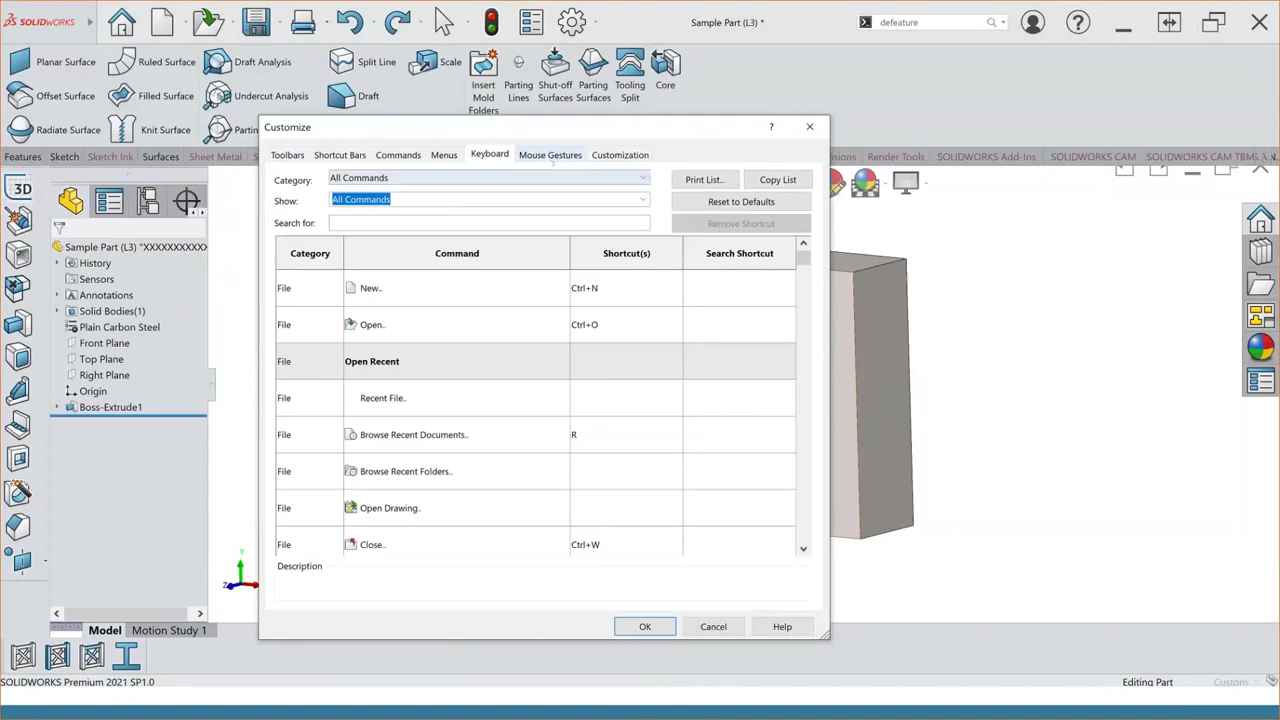 SOLIDWORKS
Sample Part (L3) *
defeature
Planar Surface
Ruled Surface
Draft Analysis
Split Line
Scale
Insert Mold Folders
Parting Lines
Shut-off Surfaces
Parting Surfaces
Tooling Split
Core
Offset Surface
Filled Surface
Undercut Analysis
Draft
Radiate Surface
Knit Surface
Features
Sketch
Sketch Ink
Surfaces
Sheet Metal
Render Tools
SOLIDWORKS Add-Ins
SOLIDWORKS CAM
SOLIDWORKS CAM TBM
Customize
Toolbars
Shortcut Bars
Commands
Menus
Keyboard
Mouse Gestures
Customization
Category:
All Commands
Print List...
Copy List
Show:
All Commands
Reset to Defaults
Search for:
Remove Shortcut
Category Command Shortcut(s) Search Shortcut
File New.. Ctrl+N
File Open.. Ctrl+O
File Open Recent
File Recent File..
File Browse Recent Documents.. R
File Browse Recent Folders..
File Open Drawing..
File Close.. Ctrl+W
Description
OK
Cancel
Help
3D
Sample Part (L3) "XXXXXXXXXX
History
Sensors
Annotations
Solid Bodies(1)
Plain Carbon Steel
Front Plane
Top Plane
Right Plane
Origin
Boss-Extrude1
Y
Z
Model
Motion Study 1
SOLIDWORKS Premium 2021 SP1.0
Editing Part
Custom